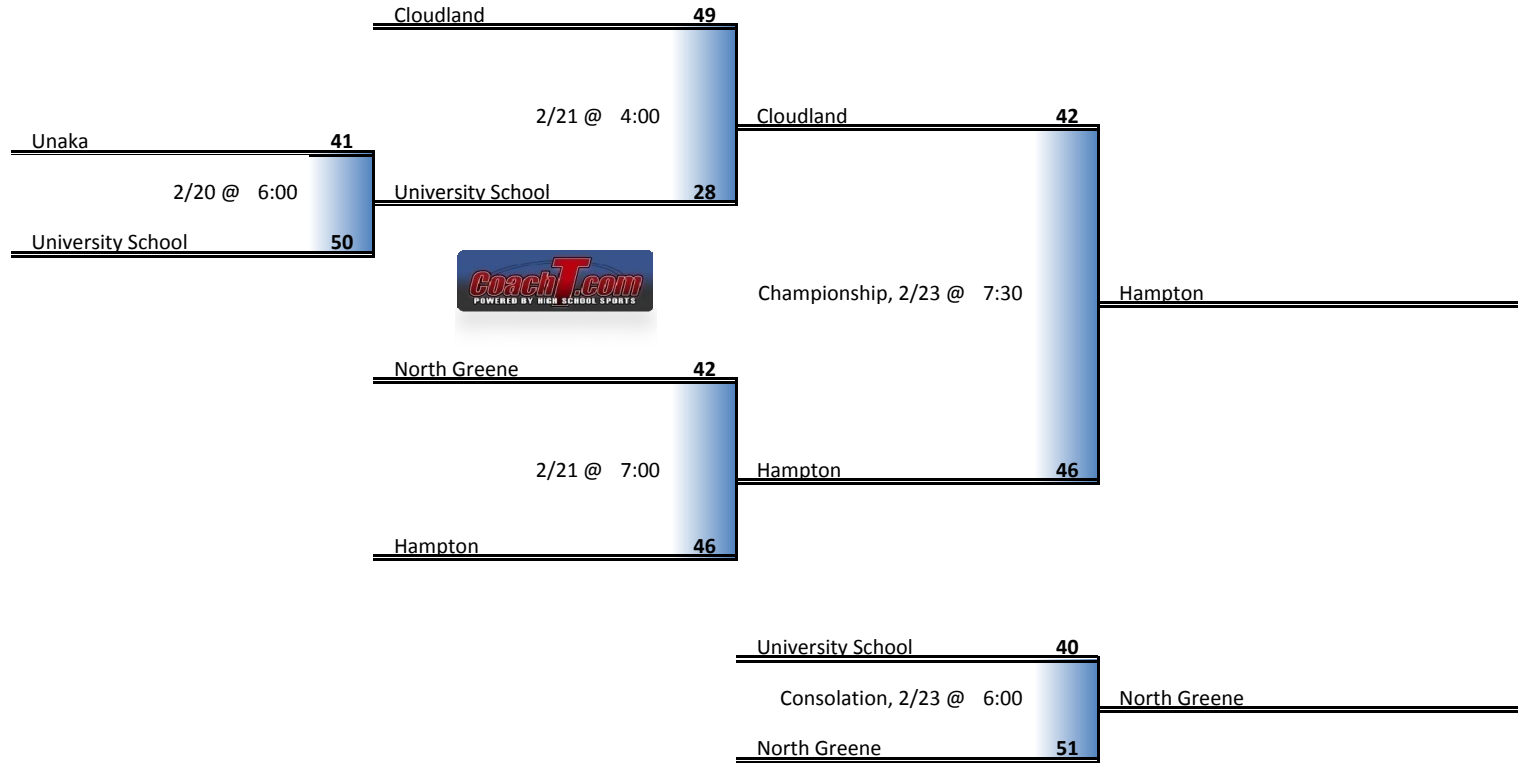 Cloudland 49
2/21 @ 4:00
Cloudland 42
Unaka 41
2/20 @ 6:00
University School 28
University School 50
CoachT.com
POWERED BY HIGH SCHOOL SPORTS
Championship, 2/23 @ 7:30
Hampton
North Greene 42
2/21 @ 7:00
Hampton 46
Hampton 46
University School 40
Consolation, 2/23 @ 6:00
North Greene
North Greene 51